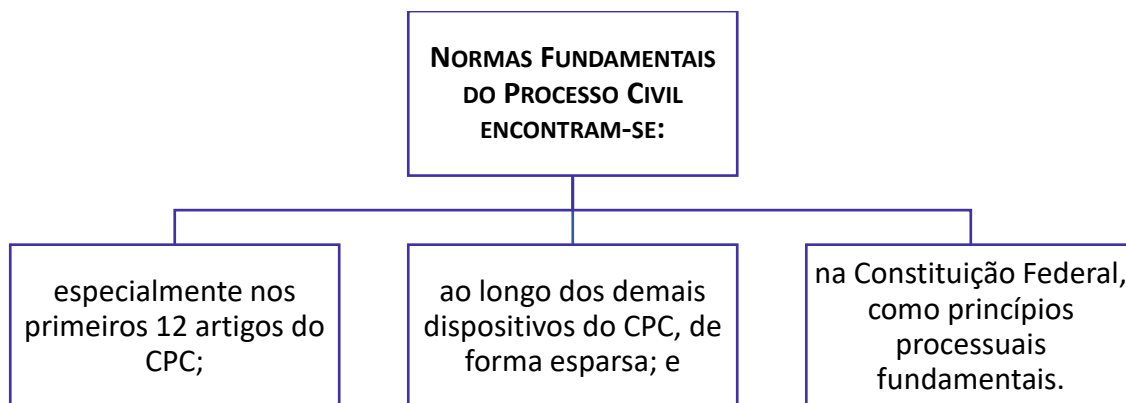 NORMAS FUNDAMENTAIS
DO PROCESSO CIVIL
ENCONTRAM-SE:
especialmente nos
primeiros 12 artigos do
CPC;
ao longo dos demais
dispositivos do CPC, de
forma esparsa; e
na Constituição Federal,
como princípios
processuais
fundamentais.